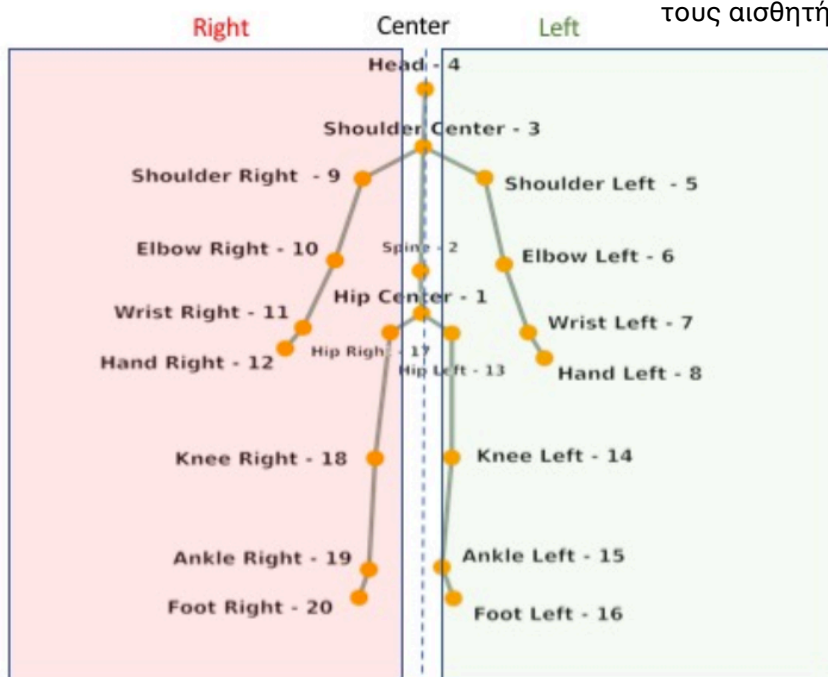 τους αισθητή
Right Center Left
Head - 4
Shoulder Center - 3
Shoulder Right - 9
Shoulder Left - 5
Elbow Right - 10
Spine - 2
Elbow Left - 6
Hip Center - 1
Wrist Right - 11
Wrist Left - 7
Hand Right - 12
Hip Right - 17
Hip Left - 13
Hand Left - 8
Knee Right - 18
Knee Left - 14
Ankle Right - 19
Ankle Left - 15
Foot Right - 20
Foot Left - 16